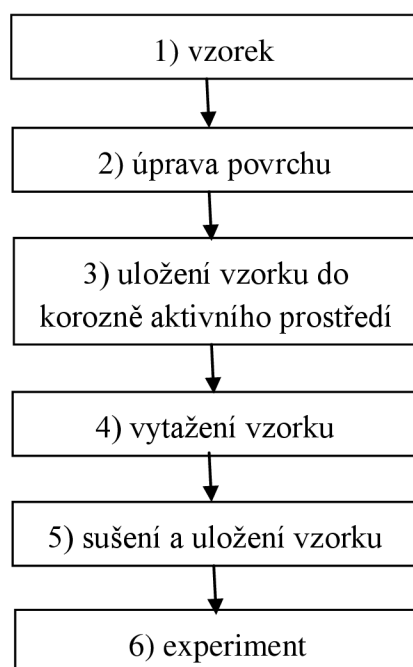 1) vzorek
2) úprava povrchu
3) uložení vzorku do
korozně aktivního prostředí
4) vytažení vzorku
5) sušení a uložení vzorku
6) experiment